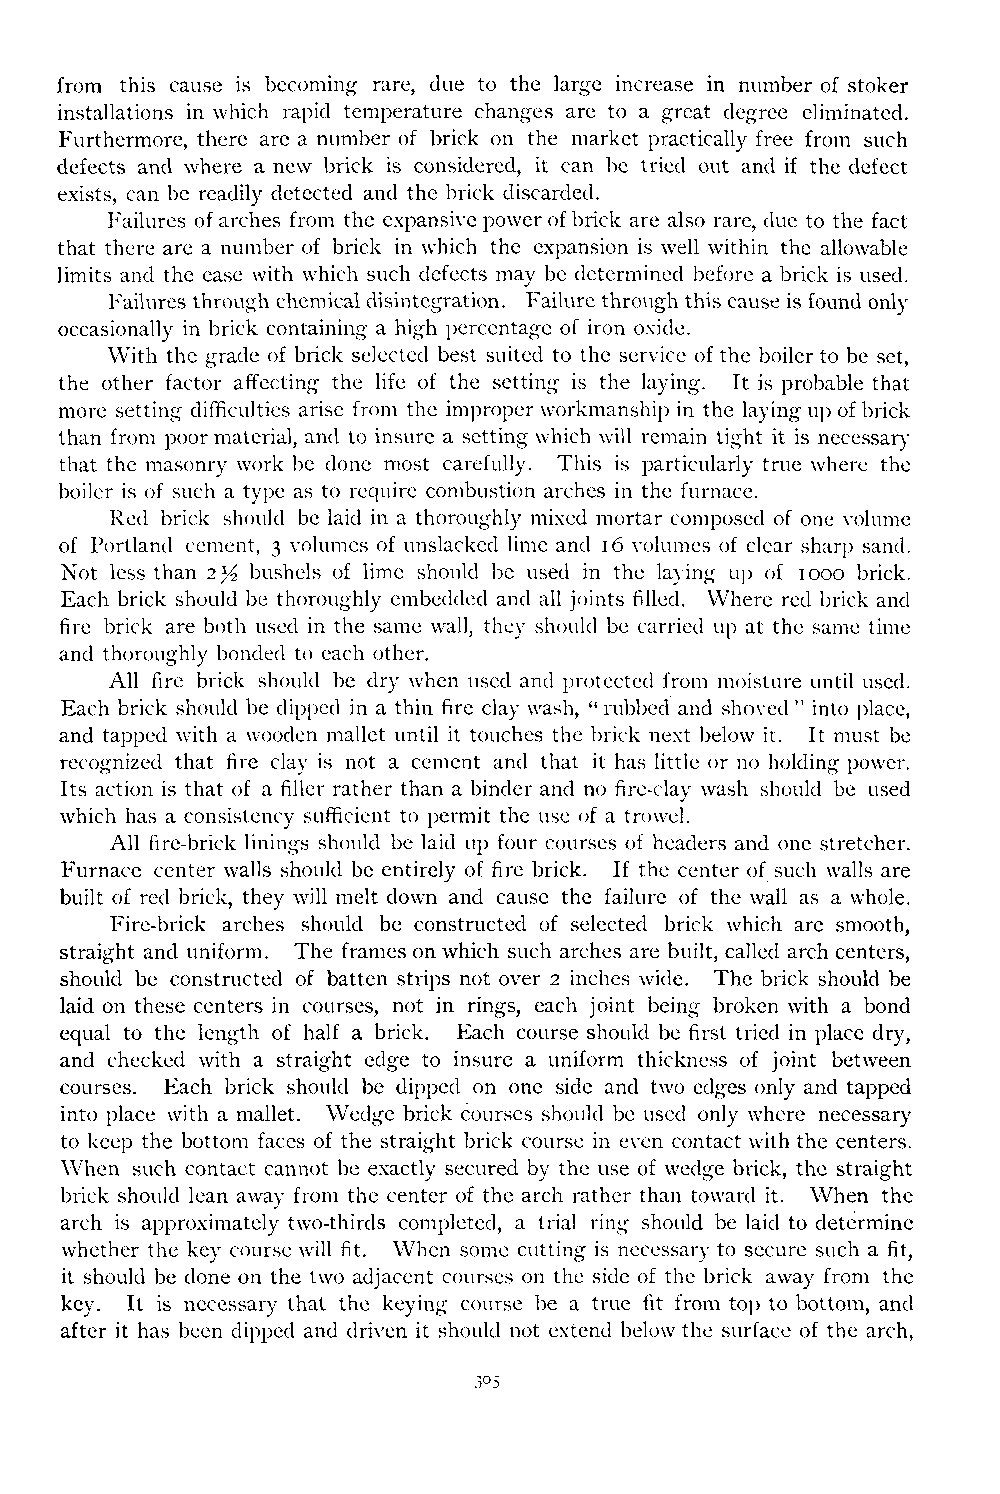 from this cause is becoming rare, due to the large increase in number of stoker
installations in which rapid temperature changes are to a great degree eliminated.
Furthermore, there are a number of brick on the market practically free from such
defects and where a new brick is considered, it can be tried out and if the defect
exists, can be readily detected and the brick discarded.
Failures of arches from the expansive power of brick are also rare, due to the fact
that there are a number of brick in which the expansion is well within the allowable
limits and the ease with which such defects may be determined before a brick is used.
Failures through chemical disintegration. Failure through this cause is found only
occasionally in brick containing a high percentage of iron oxide.
With the grade of brick selected best suited to the service of the boiler to be set,
the other factor affecting the life of the setting is the laying. It is probable that
more setting difficulties arise from the improper workmanship in the laying up of brick
than from poor material, and to insure a setting which will remain tight it is necessary
that the masonry work be done most carefully. This is particularly true where the
boiler is of such a type as to require combustion arches in the furnace.
Red brick should be laid in a thoroughly mixed mortar composed of one volume
of Portland cement, 3 volumes of unslacked lime and 16 volumes of clear sharp sand.
Not less than 2½ bushels of lime should be used in the laying up of 1000 brick.
Each brick should be thoroughly embedded and all joints filled. Where red brick and
fire brick are both used in the same wall, they should be carried up at the same time
and thoroughly bonded to each other.
All fire brick should be dry when used and protected from moisture until used.
Each brick should be dipped in a thin fire clay wash, "rubbed and shoved" into place,
and tapped with a wooden mallet until it touches the brick next below it. It must be
recognized that fire clay is not a cement and that it has little or no holding power.
Its action is that of a filler rather than a binder and no fire-clay wash should be used
which has a consistency sufficient to permit the use of a trowel.
All fire-brick linings should be laid up four courses of headers and one stretcher.
Furnace center walls should be entirely of fire brick. If the center of such walls are
built of red brick, they will melt down and cause the failure of the wall as a whole.
Fire-brick arches should be constructed of selected brick which are smooth,
straight and uniform. The frames on which such arches are built, called arch centers,
should be constructed of batten strips not over 2 inches wide. The brick should be
laid on these centers in courses, not in rings, each joint being broken with a bond
equal to the length of half a brick. Each course should be first tried in place dry,
and checked with a straight edge to insure a uniform thickness of joint between
courses. Each brick should be dipped on one side and two edges only and tapped
into place with a mallet. Wedge brick courses should be used only where necessary
to keep the bottom faces of the straight brick course in even contact with the centers.
When such contact cannot be exactly secured by the use of wedge brick, the straight
brick should lean away from the center of the arch rather than toward it. When the
arch is approximately two-thirds completed, a trial ring should be laid to determine
whether the key course will fit. When some cutting is necessary to secure such a fit,
it should be done on the two adjacent courses on the side of the brick away from the
key. It is necessary that the keying course be a true fit from top to bottom, and
after it has been dipped and driven it should not extend below the surface of the arch,
305